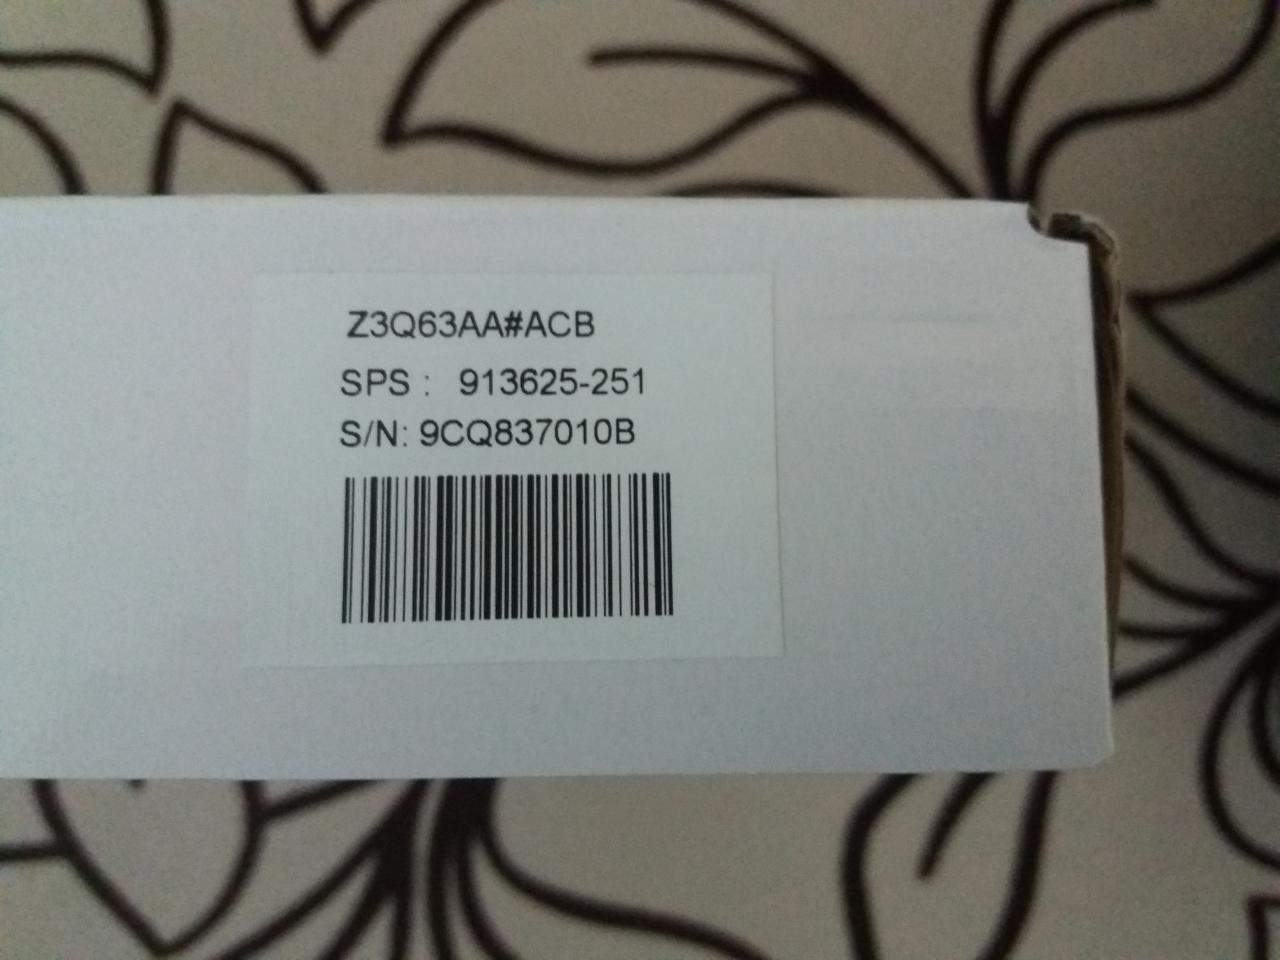 Z3Q63AA#ACB
SPS : 913625-251
S/N: 9CQ837010B